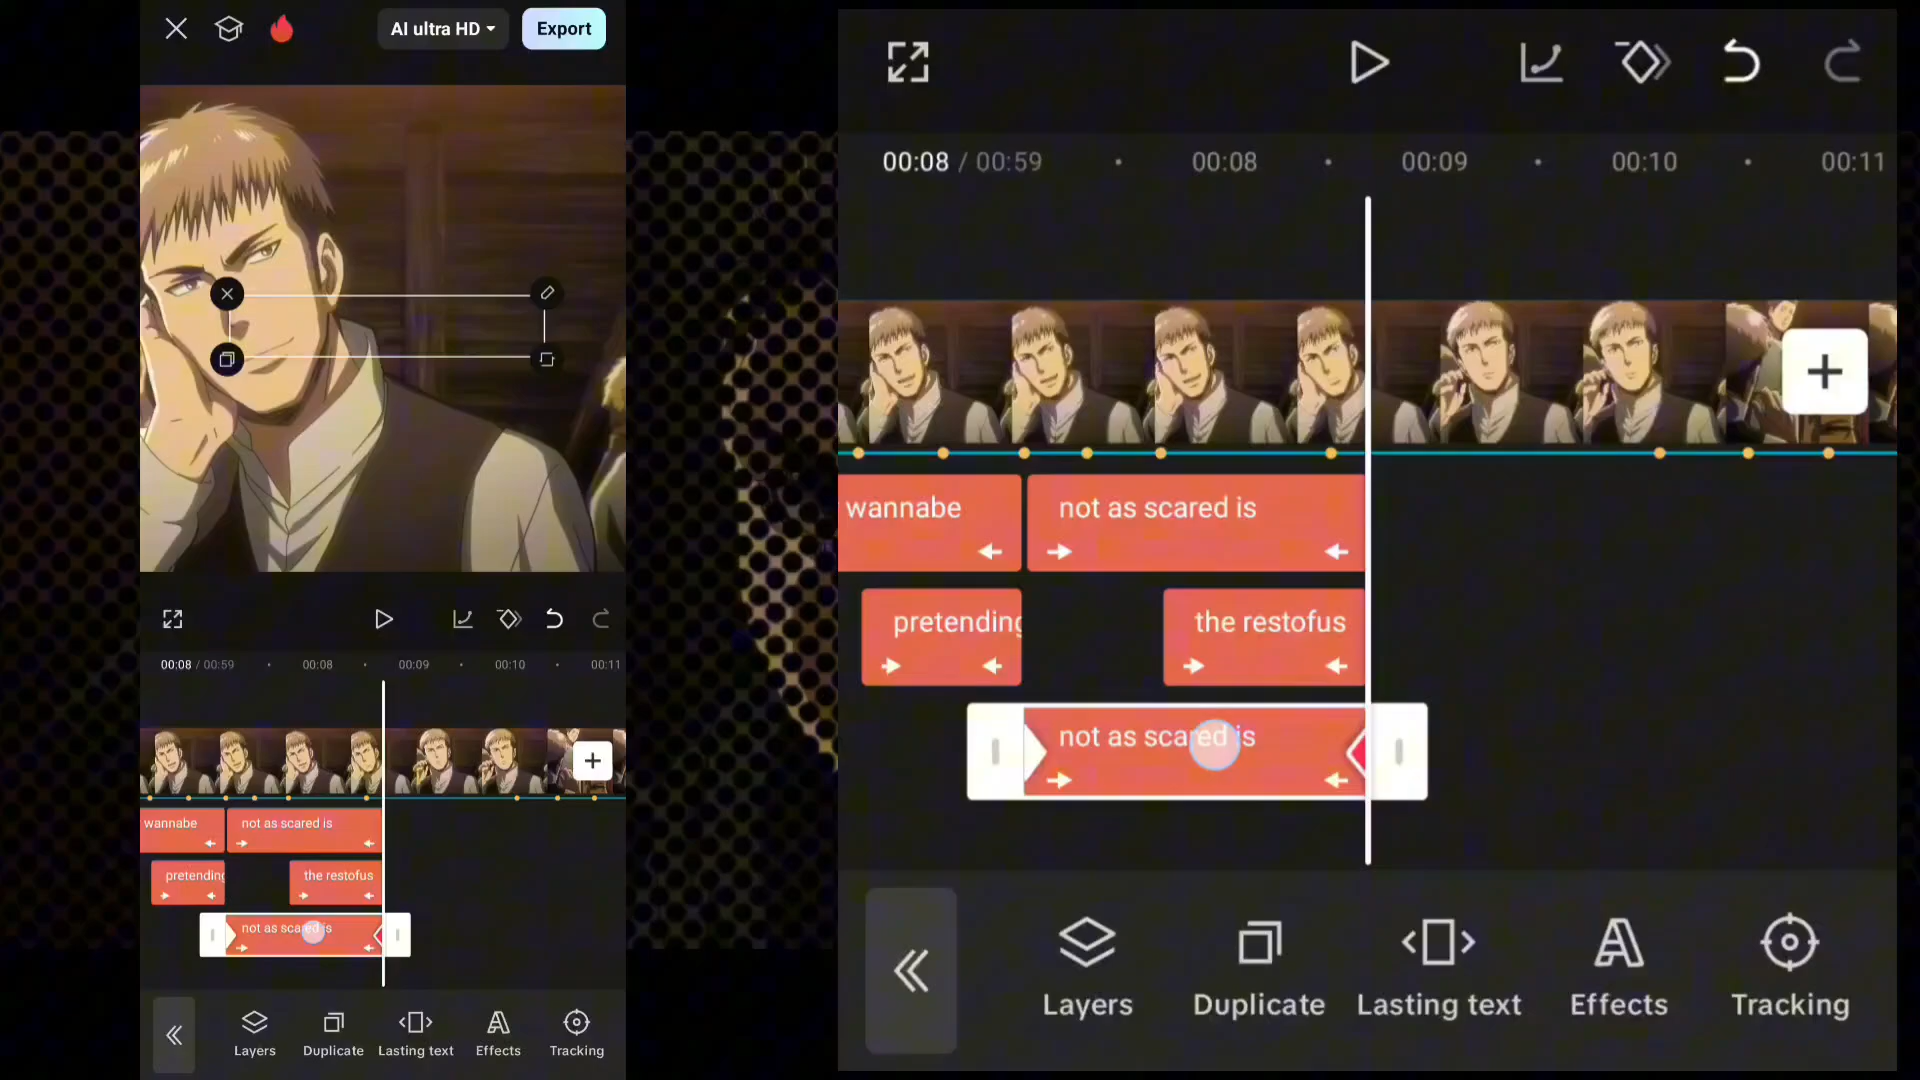 AI ultra HD
Export
00:08 / 00:59
00:08
00:09
00:10
00:11
wannabe
not as scared is
pretending
the restofus
not as scared is
Layers
Duplicate
Lasting text
Effects
Tracking
00:08 / 00:59
00:08
00:09
00:10
00:11
wannabe
not as scared is
pretending
the restofus
not as scared is
Layers
Duplicate
Lasting text
Effects
Tracking